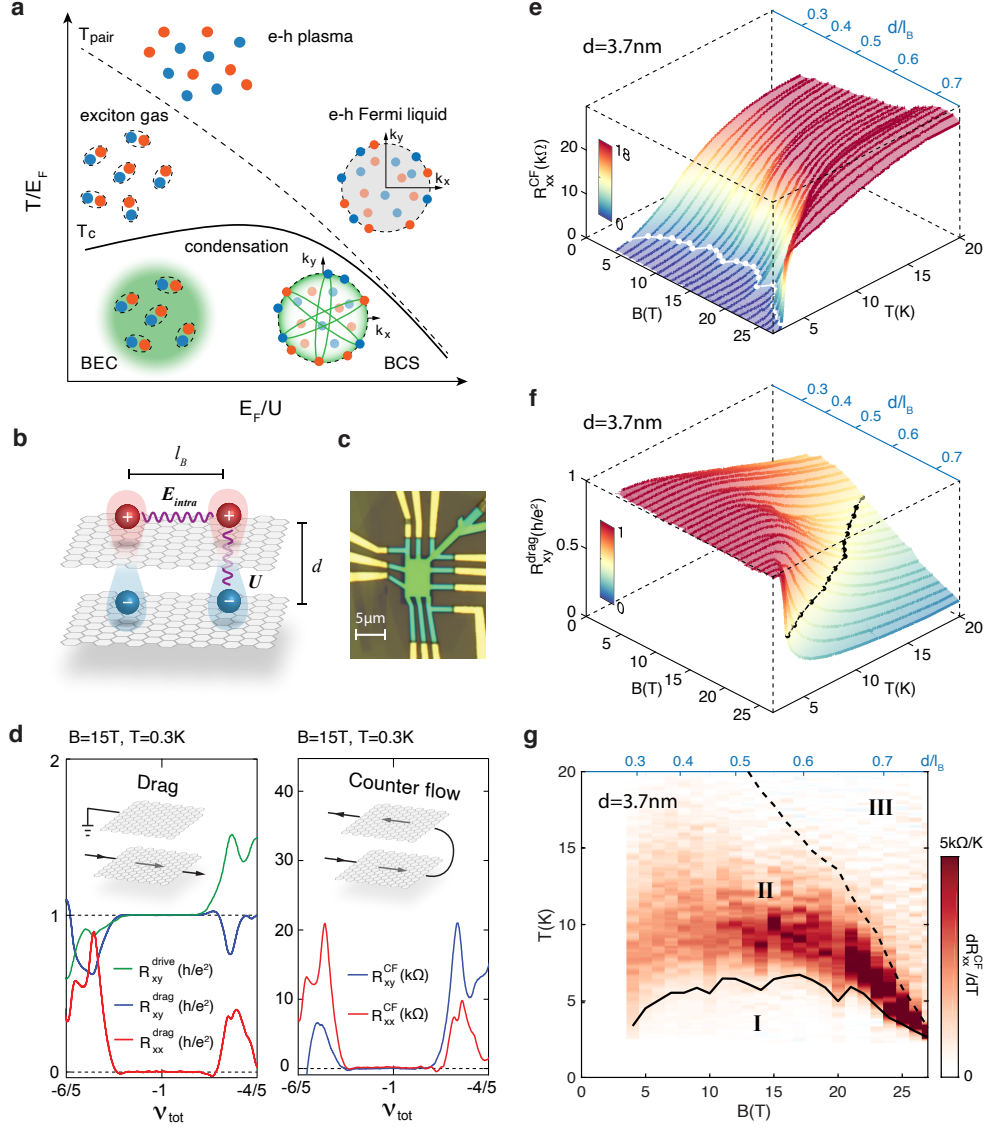 a
T_pair
e-h plasma
exciton gas
e-h Fermi liquid
k_y
k_x
T/E_F
T_c
condensation
k_y
k_x
BEC
BCS
E_F/U
b
l_B
E_intra
+
+
U
d
−
−
c
5μm
d
B=15T, T=0.3K
2
Drag
1
R_xy^drive (h/e²)
R_xy^drag (h/e²)
R_xx^drag (h/e²)
0
-6/5
-1
-4/5
ν_tot
B=15T, T=0.3K
40
Counter flow
30
20
R_xy^CF (kΩ)
10
R_xx^CF (kΩ)
0
-6/5
-1
-4/5
ν_tot
e
d=3.7nm
0.3
0.4
0.5
0.6
0.7
d/l_B
R_xx^CF (kΩ)
20
10
0
18
0
0
5
10
15
20
25
B(T)
5
10
15
20
T(K)
f
d=3.7nm
0.3
0.4
0.5
0.6
0.7
d/l_B
R_xy^drag (h/e²)
1
0.5
0
1
0
0
5
10
15
20
25
B(T)
5
10
15
20
T(K)
g
0.3
0.4
0.5
0.6
0.7
d/l_B
20
d=3.7nm
III
15
II
10
5
I
0
T(K)
5
10
15
20
25
B(T)
5kΩ/K
dR_xx^CF/dT
0